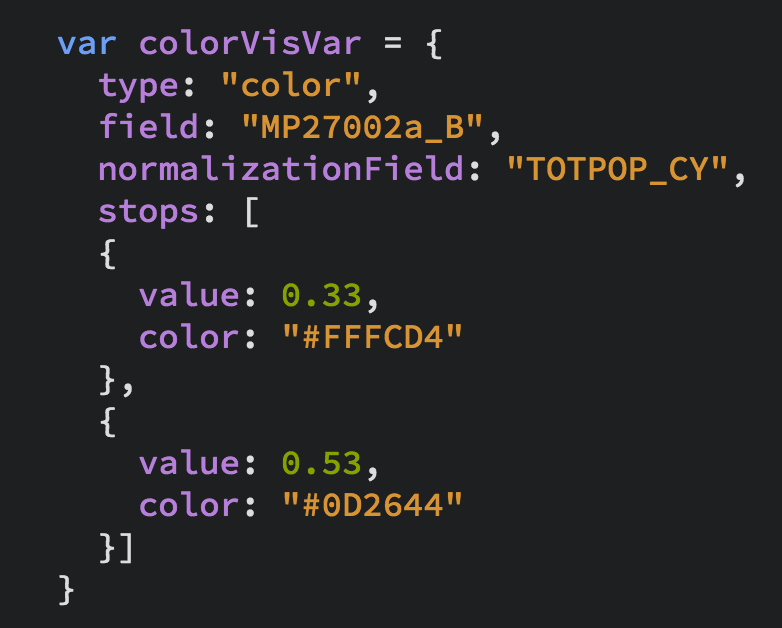 var colorVisVar = {
  type: "color",
  field: "MP27002a_B",
  normalizationField: "TOTPOP_CY",
  stops: [
  {
    value: 0.33,
    color: "#FFFCD4"
  },
  {
    value: 0.53,
    color: "#0D2644"
  }]
}